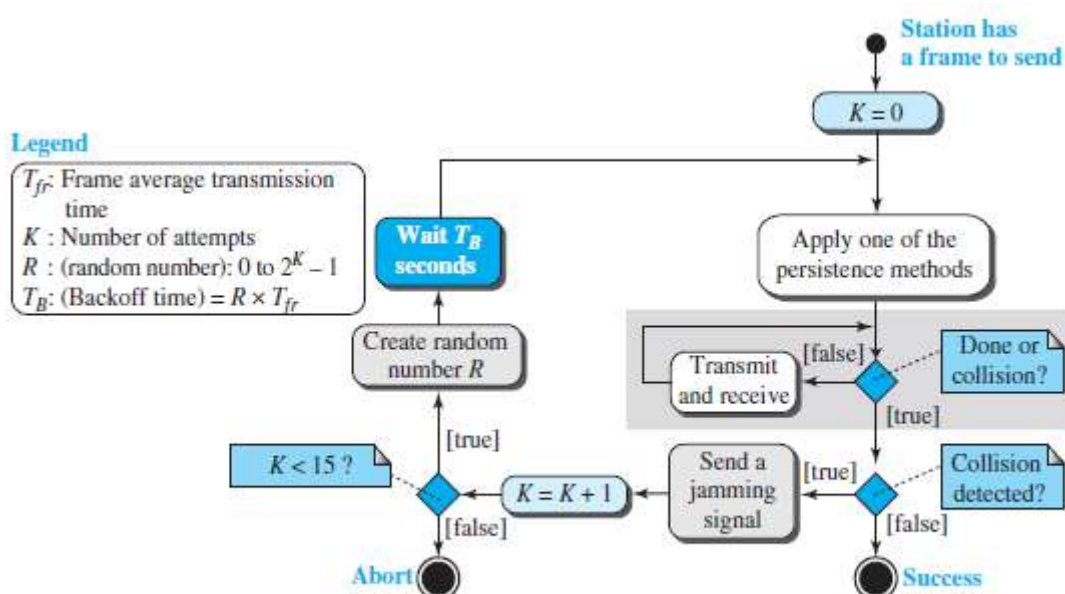 Station has
a frame to send
K = 0
Legend
T_fr: Frame average transmission
time
K : Number of attempts
R : (random number): 0 to 2^K – 1
T_B: (Backoff time) = R × T_fr
Wait T_B
seconds
Apply one of the
persistence methods
Create random
number R
[false]
Transmit
and receive
Done or
collision?
[true]
[true]
K < 15 ?
Send a
jamming
signal
[true]
Collision
detected?
K = K + 1
[false]
[false]
Abort
Success